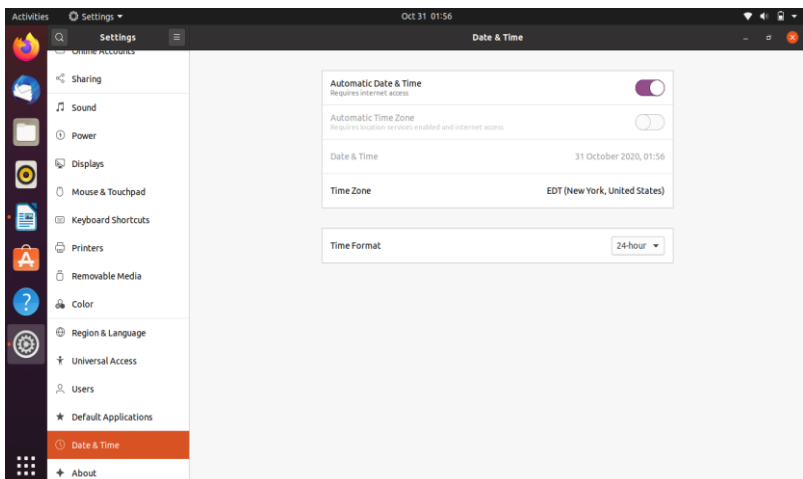 Activities
Settings
Oct 31 01:56
Settings
Date & Time
Online Accounts
Sharing
Sound
Power
Displays
Mouse & Touchpad
Keyboard Shortcuts
Printers
Removable Media
Color
Region & Language
Universal Access
Users
Default Applications
Date & Time
About
Automatic Date & Time
Requires internet access
Automatic Time Zone
Requires location services enabled and internet access
Date & Time 31 October 2020, 01:56
Time Zone EDT (New York, United States)
Time Format 24-hour